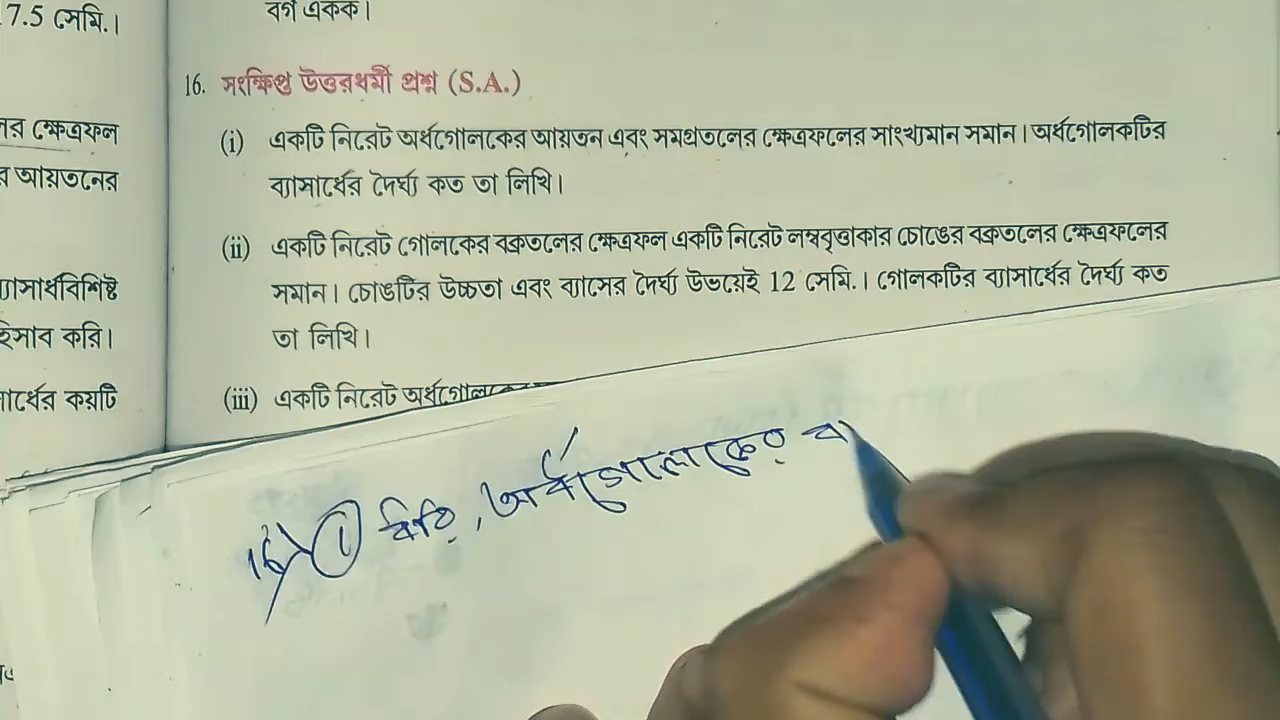 7.5 সেমি.।
বর্গ একক।
16. সংক্ষিপ্ত উত্তরধর্মী প্রশ্ন (S.A.)
র ক্ষেত্রফল
(i) একটি নিরেট অর্ধগোলকের আয়তন এবং সমগ্রতলের ক্ষেত্রফলের সাংখ্যমান সমান। অর্ধগোলকটির
আয়তনের
ব্যাসার্ধের দৈর্ঘ্য কত তা লিখি।
(ii) একটি নিরেট গোলকের বক্রতলের ক্ষেত্রফল একটি নিরেট লম্ববৃত্তাকার চোঙের বক্রতলের ক্ষেত্রফলের
ব্যাসার্ধবিশিষ্ট
সমান। চোঙটির উচ্চতা এবং ব্যাসের দৈর্ঘ্য উভয়েই 12 সেমি.। গোলকটির ব্যাসার্ধের দৈর্ঘ্য কত
হিসাব করি।
তা লিখি।
র্ধের কয়টি
(iii) একটি নিরেট অর্ধগোলকের
16) (i) ধরি, অর্ধগোলকের ব্য